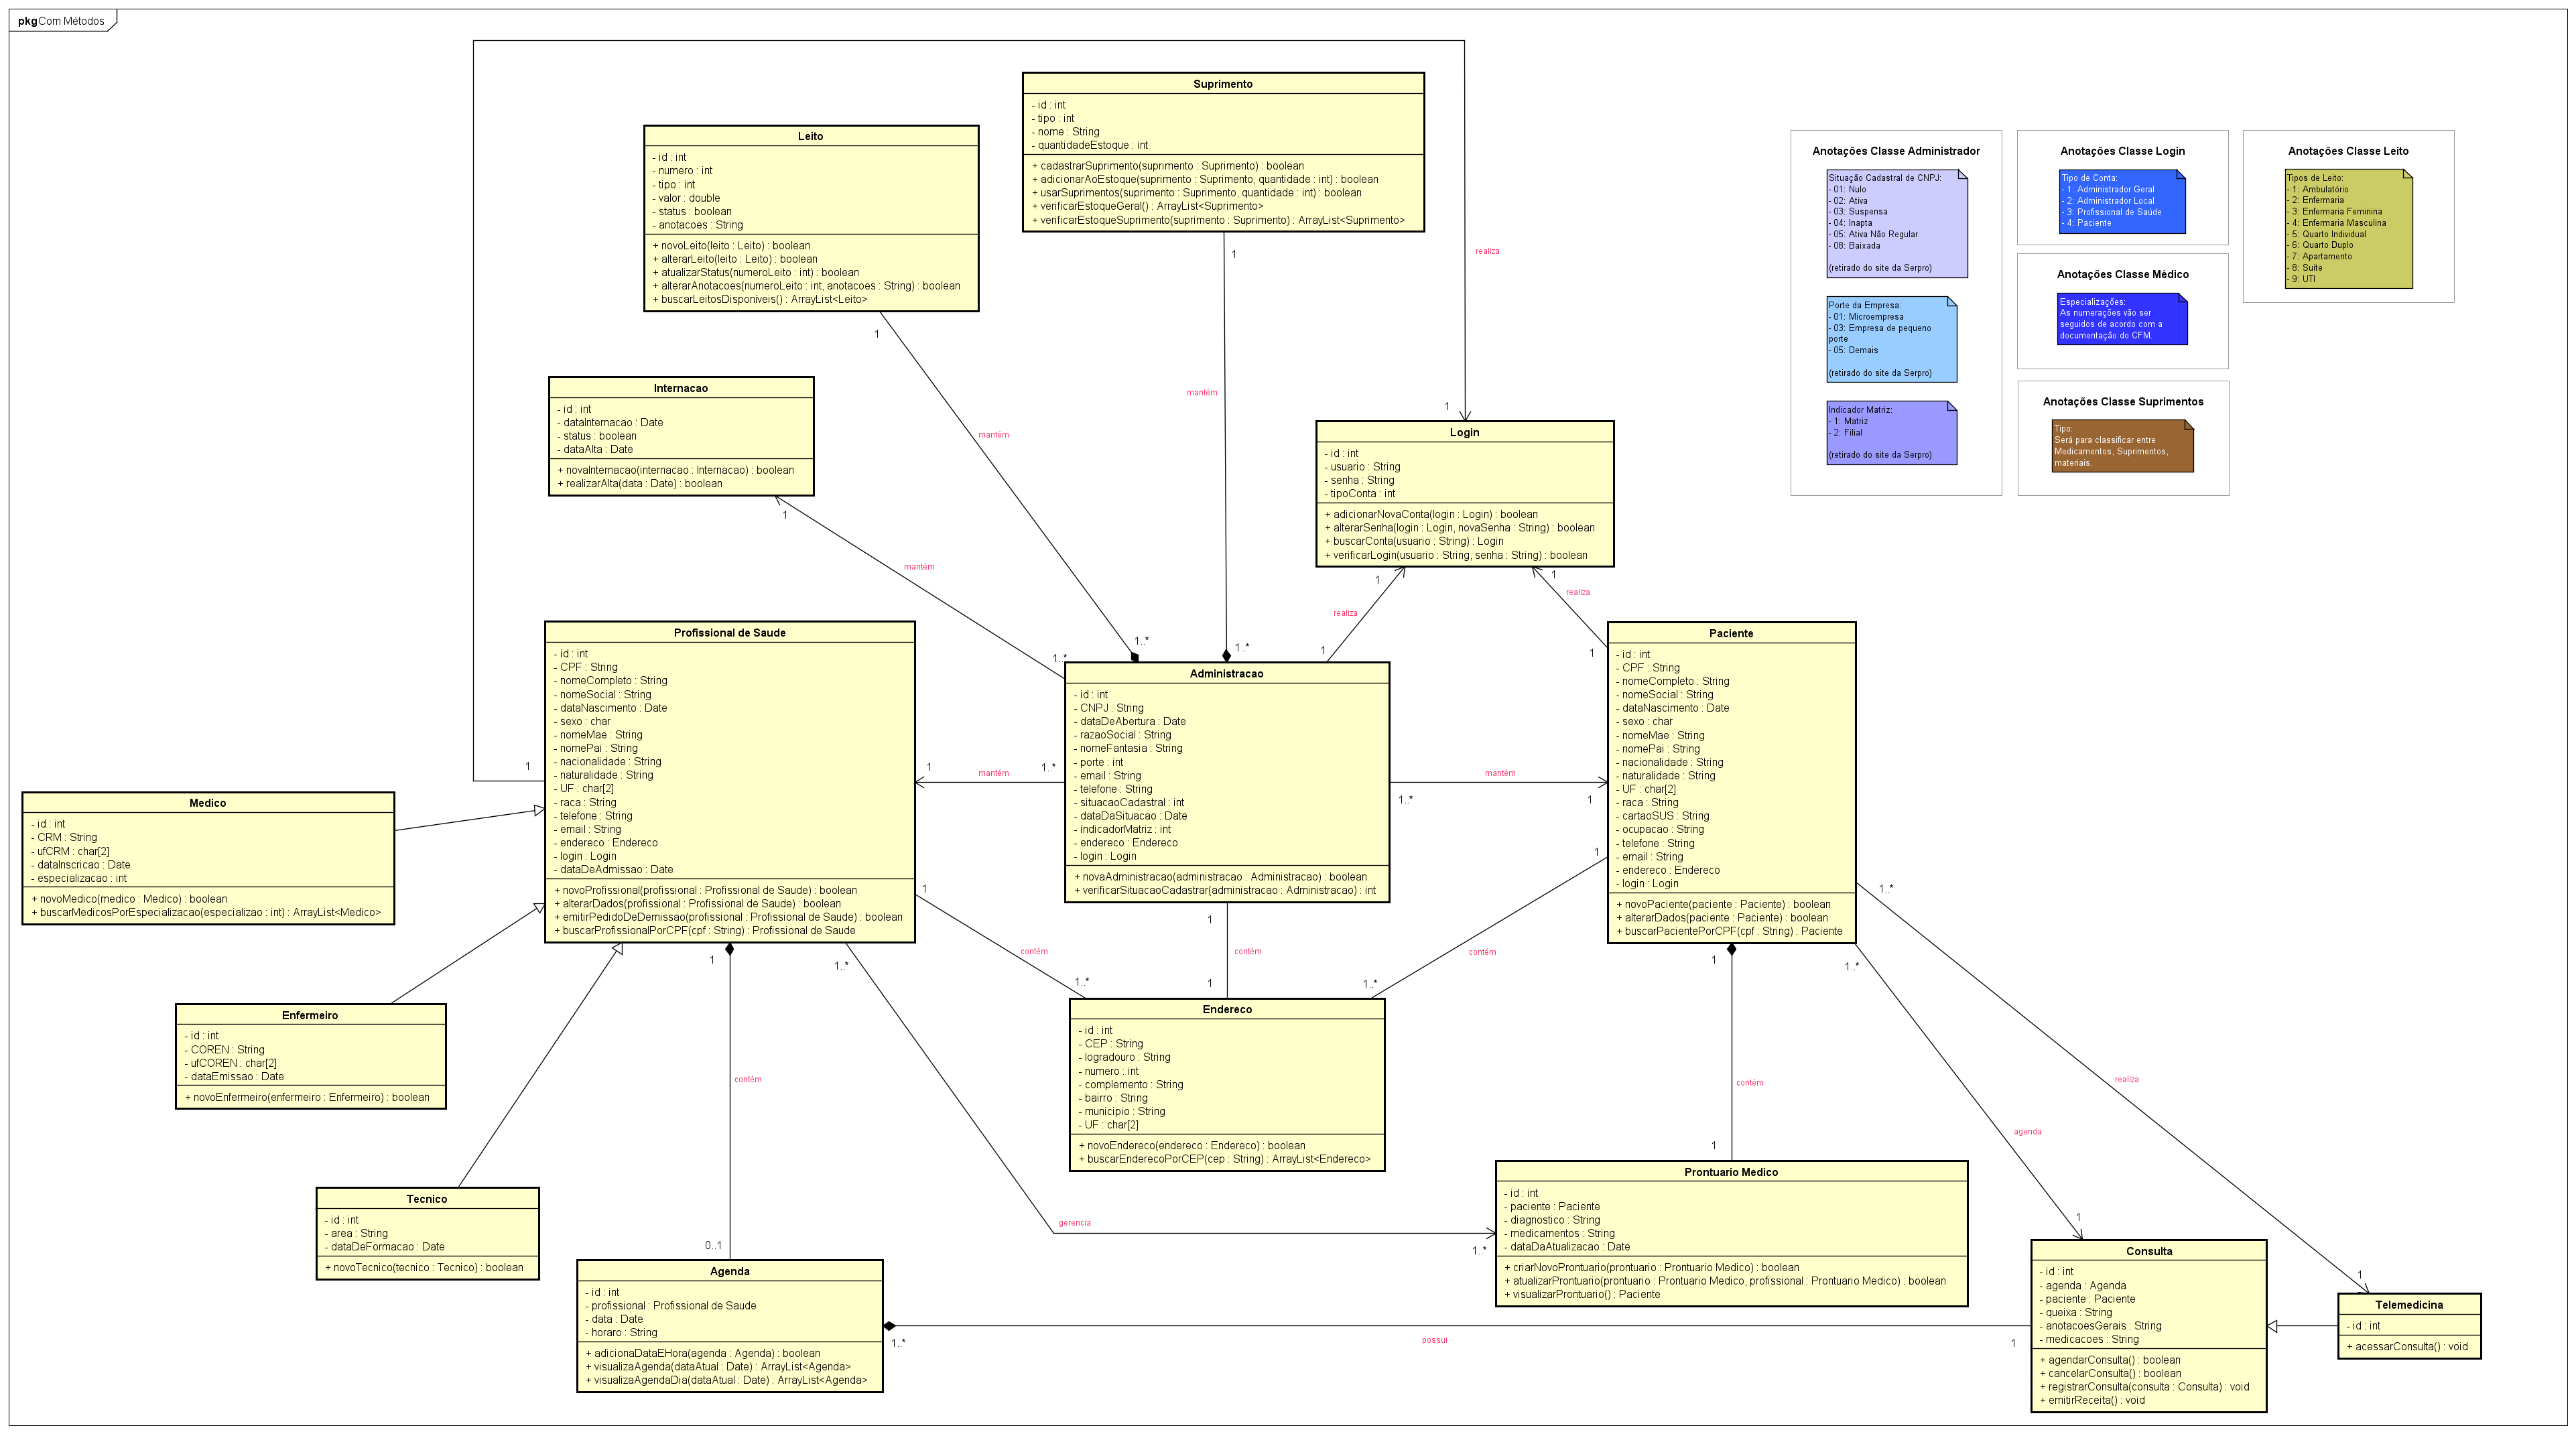 pkg Com Métodos
Suprimento
- id : int
- tipo : int
- nome : String
- quantidadeEstoque : int
+ cadastrarSuprimento(suprimento : Suprimento) : boolean
+ adicionarAoEstoque(suprimento : Suprimento, quantidade : int) : boolean
+ usarSuprimentos(suprimento : Suprimento, quantidade : int) : boolean
+ verificarEstoqueGeral() : ArrayList<Suprimento>
+ verificarEstoqueSuprimento(suprimento : Suprimento) : ArrayList<Suprimento>
1
mantém
1..*
Leito
- id : int
- numero : int
- tipo : int
- valor : double
- status : boolean
- anotacoes : String
+ novoLeito(leito : Leito) : boolean
+ alterarLeito(leito : Leito) : boolean
+ atualizarStatus(numeroLeito : int) : boolean
+ alterarAnotacoes(numeroLeito : int, anotacoes : String) : boolean
+ buscarLeitosDisponíveis() : ArrayList<Leito>
1
mantém
1..*
Anotações Classe Administrador
Situação Cadastral de CNPJ:
- 01: Nulo
- 02: Ativa
- 03: Suspensa
- 04: Inapta
- 05: Ativa Não Regular
- 08: Baixada
(retirado do site da Serpro)
Porte da Empresa:
- 01: Microempresa
- 03: Empresa de pequeno
porte
- 05: Demais
(retirado do site da Serpro)
Indicador Matriz:
- 1: Matriz
- 2: Filial
(retirado do site da Serpro)
Anotações Classe Login
Tipo de Conta:
- 1: Administrador Geral
- 2: Administrador Local
- 3: Profissional de Saúde
- 4: Paciente
Anotações Classe Médico
Especializações:
As numerações vão ser
seguidos de acordo com a
documentação do CFM.
Anotações Classe Suprimentos
Tipo:
Será para classificar entre
Medicamentos, Suprimentos,
materiais.
Anotações Classe Leito
Tipos de Leito:
- 1: Ambulatório
- 2: Enfermaria
- 3: Enfermaria Feminina
- 4: Enfermaria Masculina
- 5: Quarto Individual
- 6: Quarto Duplo
- 7: Apartamento
- 8: Suíte
- 9: UTI
Internacao
- id : int
- dataInternacao : Date
- status : boolean
- dataAlta : Date
+ novaInternacao(internacao : Internacao) : boolean
+ realizarAlta(data : Date) : boolean
1
mantém
1..*
realiza
1
Login
- id : int
- usuario : String
- senha : String
- tipoConta : int
+ adicionarNovaConta(login : Login) : boolean
+ alterarSenha(login : Login, novaSenha : String) : boolean
+ buscarConta(usuario : String) : Login
+ verificarLogin(usuario : String, senha : String) : boolean
1
realiza
1
1
realiza
1
Profissional de Saude
- id : int
- CPF : String
- nomeCompleto : String
- nomeSocial : String
- dataNascimento : Date
- sexo : char
- nomeMae : String
- nomePai : String
- nacionalidade : String
- naturalidade : String
- UF : char[2]
- raca : String
- telefone : String
- email : String
- endereco : Endereco
- login : Login
- dataDeAdmissao : Date
+ novoProfissional(profissional : Profissional de Saude) : boolean
+ alterarDados(profissional : Profissional de Saude) : boolean
+ emitirPedidoDeDemissao(profissional : Profissional de Saude) : boolean
+ buscarProfissionalPorCPF(cpf : String) : Profissional de Saude
1
1
mantém
1..*
Administracao
- id : int
- CNPJ : String
- dataDeAbertura : Date
- razaoSocial : String
- nomeFantasia : String
- porte : int
- email : String
- telefone : String
- situacaoCadastral : int
- dataDaSituacao : Date
- indicadorMatriz : int
- endereco : Endereco
- login : Login
+ novaAdministracao(administracao : Administracao) : boolean
+ verificarSituacaoCadastrar(administracao : Administracao) : int
1..*
mantém
1
Paciente
- id : int
- CPF : String
- nomeCompleto : String
- nomeSocial : String
- dataNascimento : Date
- sexo : char
- nomeMae : String
- nomePai : String
- nacionalidade : String
- naturalidade : String
- UF : char[2]
- raca : String
- cartaoSUS : String
- ocupacao : String
- telefone : String
- email : String
- endereco : Endereco
- login : Login
+ novoPaciente(paciente : Paciente) : boolean
+ alterarDados(paciente : Paciente) : boolean
+ buscarPacientePorCPF(cpf : String) : Paciente
Medico
- id : int
- CRM : String
- ufCRM : char[2]
- dataInscricao : Date
- especializacao : int
+ novoMedico(medico : Medico) : boolean
+ buscarMedicosPorEspecializacao(especializao : int) : ArrayList<Medico>
1
contém
1..*
1
contém
1
1
contém
1..*
Enfermeiro
- id : int
- COREN : String
- ufCOREN : char[2]
- dataEmissao : Date
+ novoEnfermeiro(enfermeiro : Enfermeiro) : boolean
Endereco
- id : int
- CEP : String
- logradouro : String
- numero : int
- complemento : String
- bairro : String
- municipio : String
- UF : char[2]
+ novoEndereco(endereco : Endereco) : boolean
+ buscarEnderecoPorCEP(cep : String) : ArrayList<Endereco>
Tecnico
- id : int
- area : String
- dataDeFormacao : Date
+ novoTecnico(tecnico : Tecnico) : boolean
1
contém
0..1
1..*
gerencia
1..*
1
contém
1
1..*
agenda
1
1..*
realiza
1
Prontuario Medico
- id : int
- paciente : Paciente
- diagnostico : String
- medicamentos : String
- dataDaAtualizacao : Date
+ criarNovoProntuario(prontuario : Prontuario Medico) : boolean
+ atualizarProntuario(prontuario : Prontuario Medico, profissional : Prontuario Medico) : boolean
+ visualizarProntuario() : Paciente
Agenda
- id : int
- profissional : Profissional de Saude
- data : Date
- horaro : String
+ adicionaDataEHora(agenda : Agenda) : boolean
+ visualizaAgenda(dataAtual : Date) : ArrayList<Agenda>
+ visualizaAgendaDia(dataAtual : Date) : ArrayList<Agenda>
1..*
possui
1
Consulta
- id : int
- agenda : Agenda
- paciente : Paciente
- queixa : String
- anotacoesGerais : String
- medicacoes : String
+ agendarConsulta() : boolean
+ cancelarConsulta() : boolean
+ registrarConsulta(consulta : Consulta) : void
+ emitirReceita() : void
Telemedicina
- id : int
+ acessarConsulta() : void